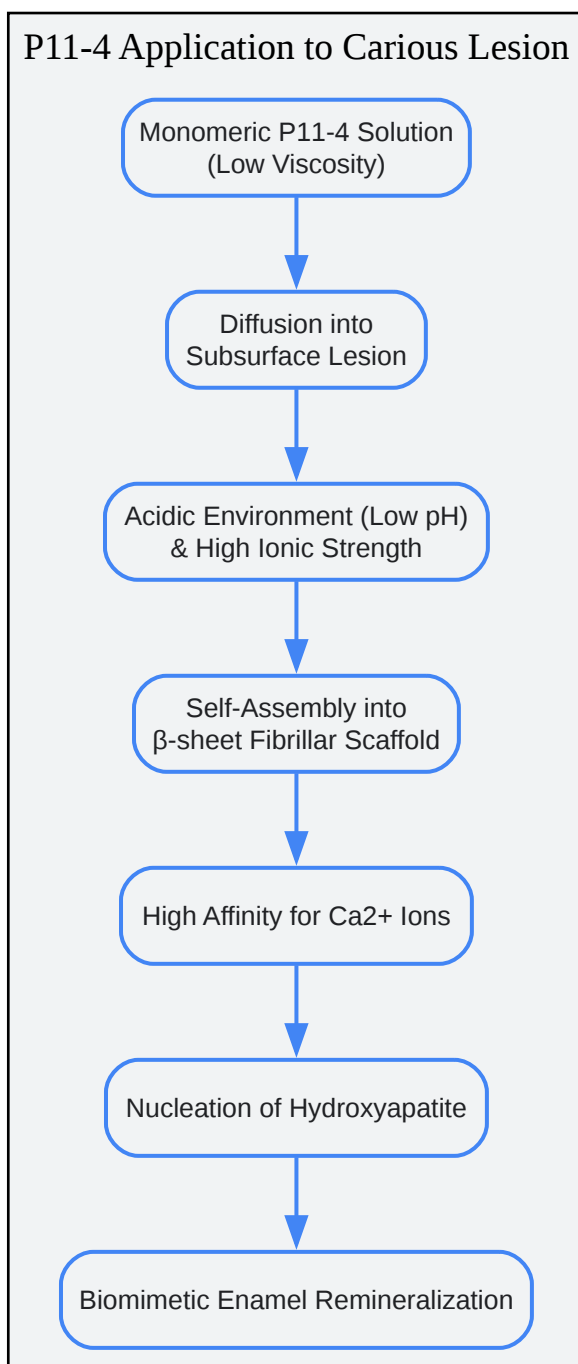 P11-4 Application to Carious Lesion
Monomeric P11-4 Solution
(Low Viscosity)
Diffusion into
Subsurface Lesion
Acidic Environment (Low pH)
& High Ionic Strength
Self-Assembly into
β-sheet Fibrillar Scaffold
High Affinity for Ca2+ Ions
Nucleation of Hydroxyapatite
Biomimetic Enamel Remineralization